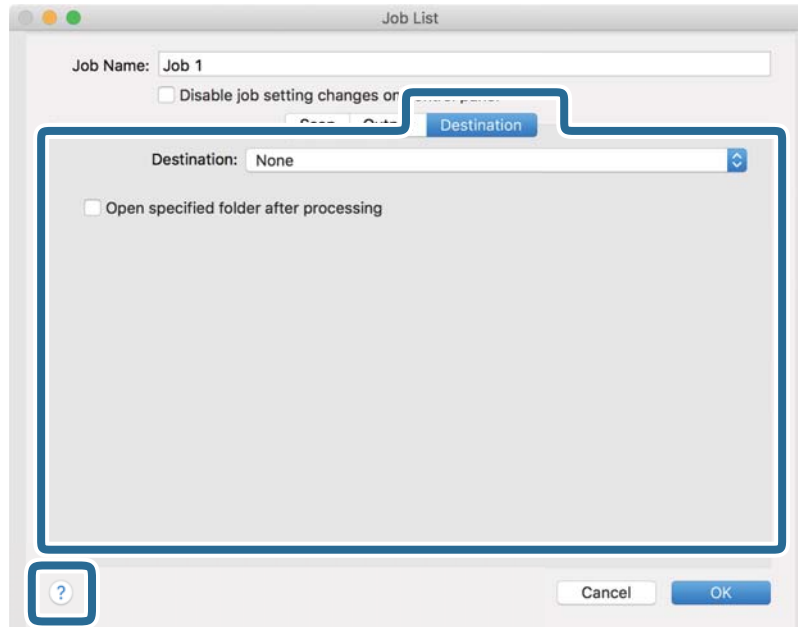 Job List
Job Name: Job 1
Disable job setting changes on
Destination
Destination: None
Open specified folder after processing
? Cancel OK